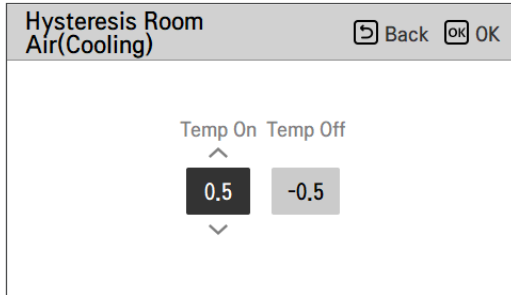 Hysteresis Room
Air(Cooling)
Back OK OK
Temp On Temp Off
0.5 -0.5